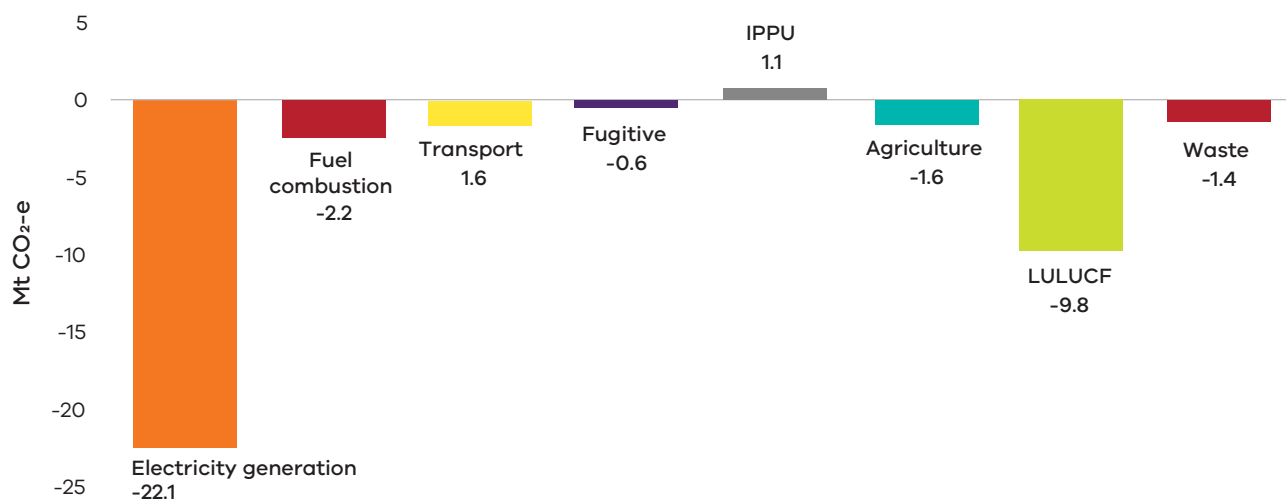 5
IPPU
1.1
0
Fugitive
-0.6
Transport
1.6
Agriculture
-1.6
Waste
-1.4
Fuel
combustion
-2.2
-5
Mt CO₂-e
-10
LULUCF
-9.8
-15
-20
Electricity generation
-22.1
-25